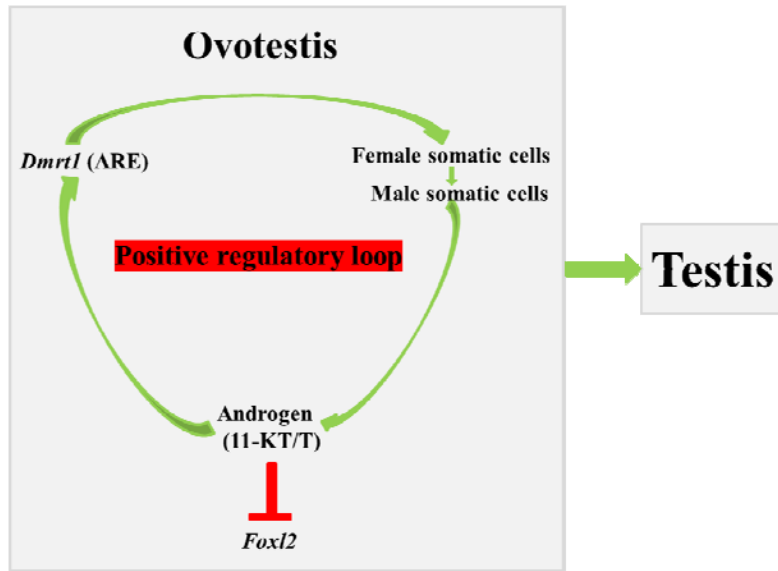 Ovotestis
Dmrt1 (ARE)
Female somatic cells
Male somatic cells
Positive regulatory loop
Testis
Androgen
(11-KT/T)
Foxl2